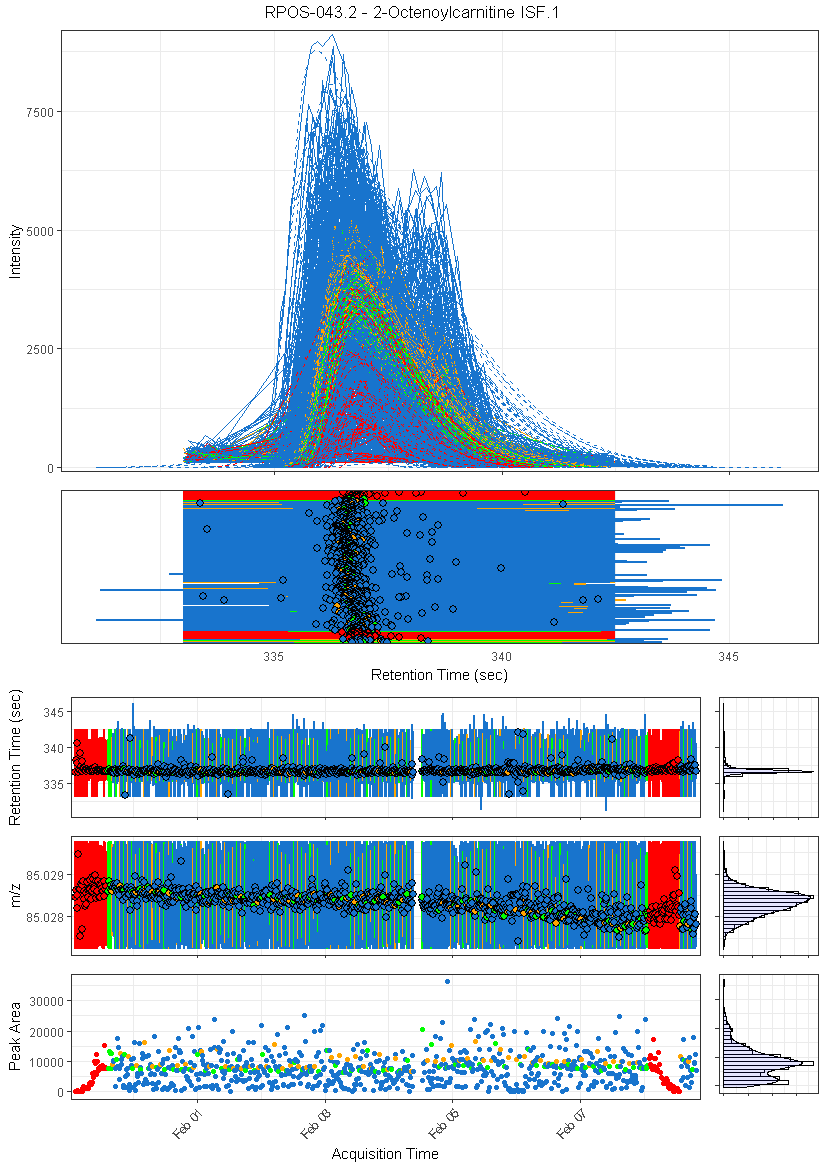 RPOS-043.2 - 2-Octenoylcarnitine ISF.1
7500
5000
2500
0
Intensity
335
340
345
Retention Time (sec)
345
340
335
Retention Time (sec)
85.029
85.028
m/z
30000
20000
10000
0
Peak Area
Feb 01
Feb 03
Feb 05
Feb 07
Acquisition Time